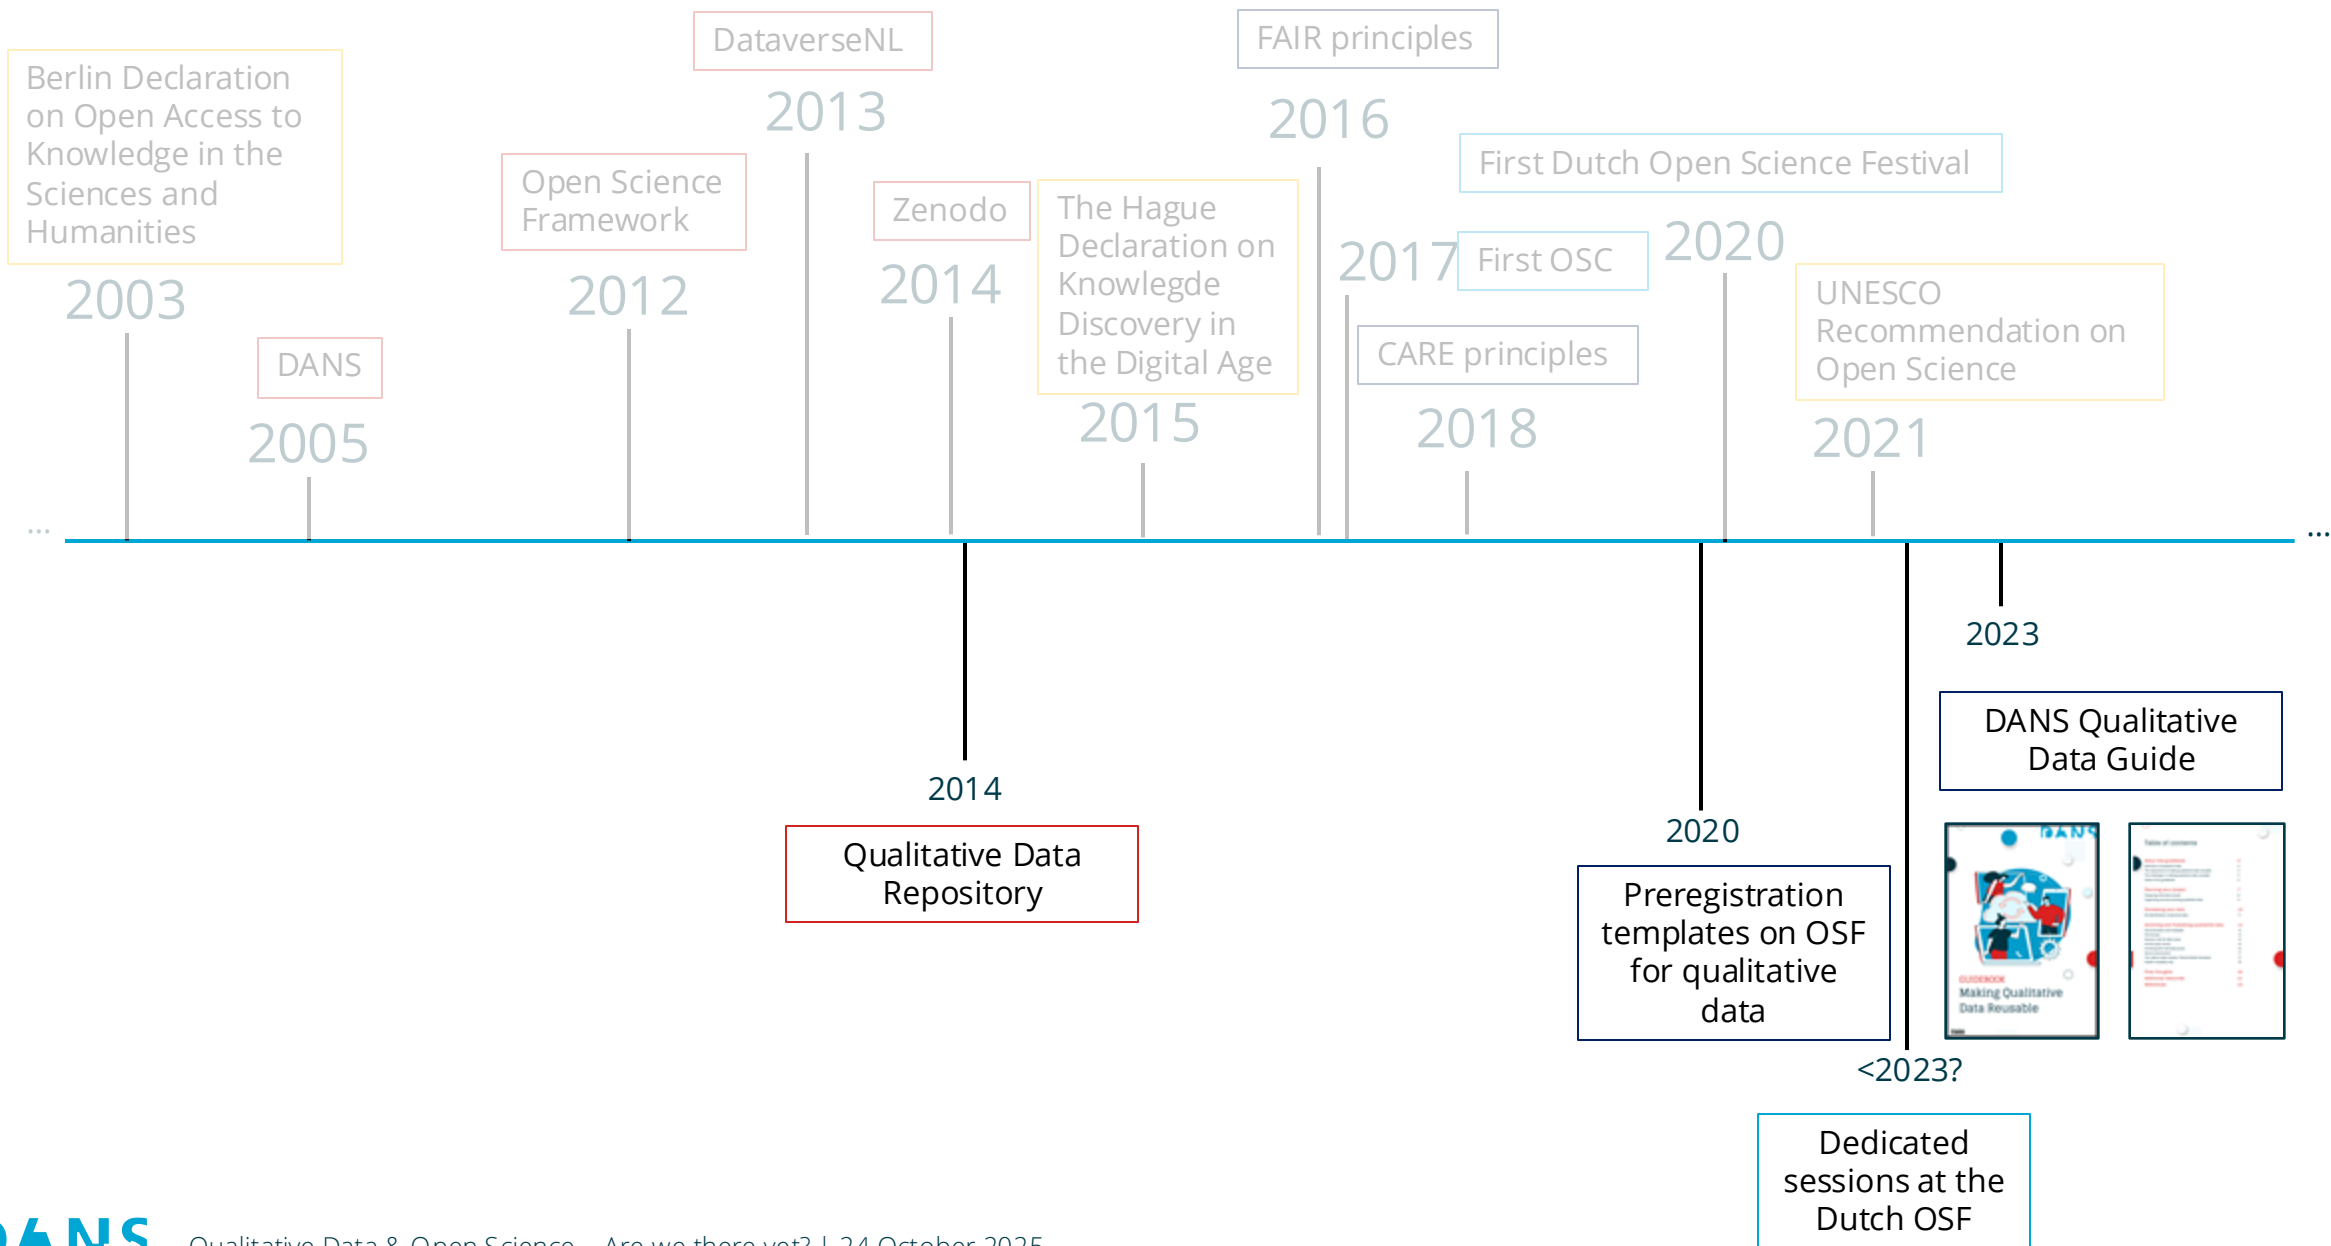 Berlin Declaration
on Open Access to
Knowledge in the
Sciences and
Humanities
2003
DANS
2005
Open Science
Framework
2012
DataverseNL
2013
Zenodo
2014
The Hague
Declaration on
Knowlegde
Discovery in
the Digital Age
2015
FAIR principles
2016
2017
First OSC
CARE principles
2018
First Dutch Open Science Festival
2020
UNESCO
Recommendation on
Open Science
2021
...
...
2014
Qualitative Data
Repository
2020
Preregistration
templates on OSF
for qualitative
data
<2023?
Dedicated
sessions at the
Dutch OSF
2023
DANS Qualitative
Data Guide
DANS
GUIDEBOOK
Making Qualitative
Data Reusable
Table of contents
DANS
Qualitative Data & Open Science – Are we there yet? | 24 October 2025